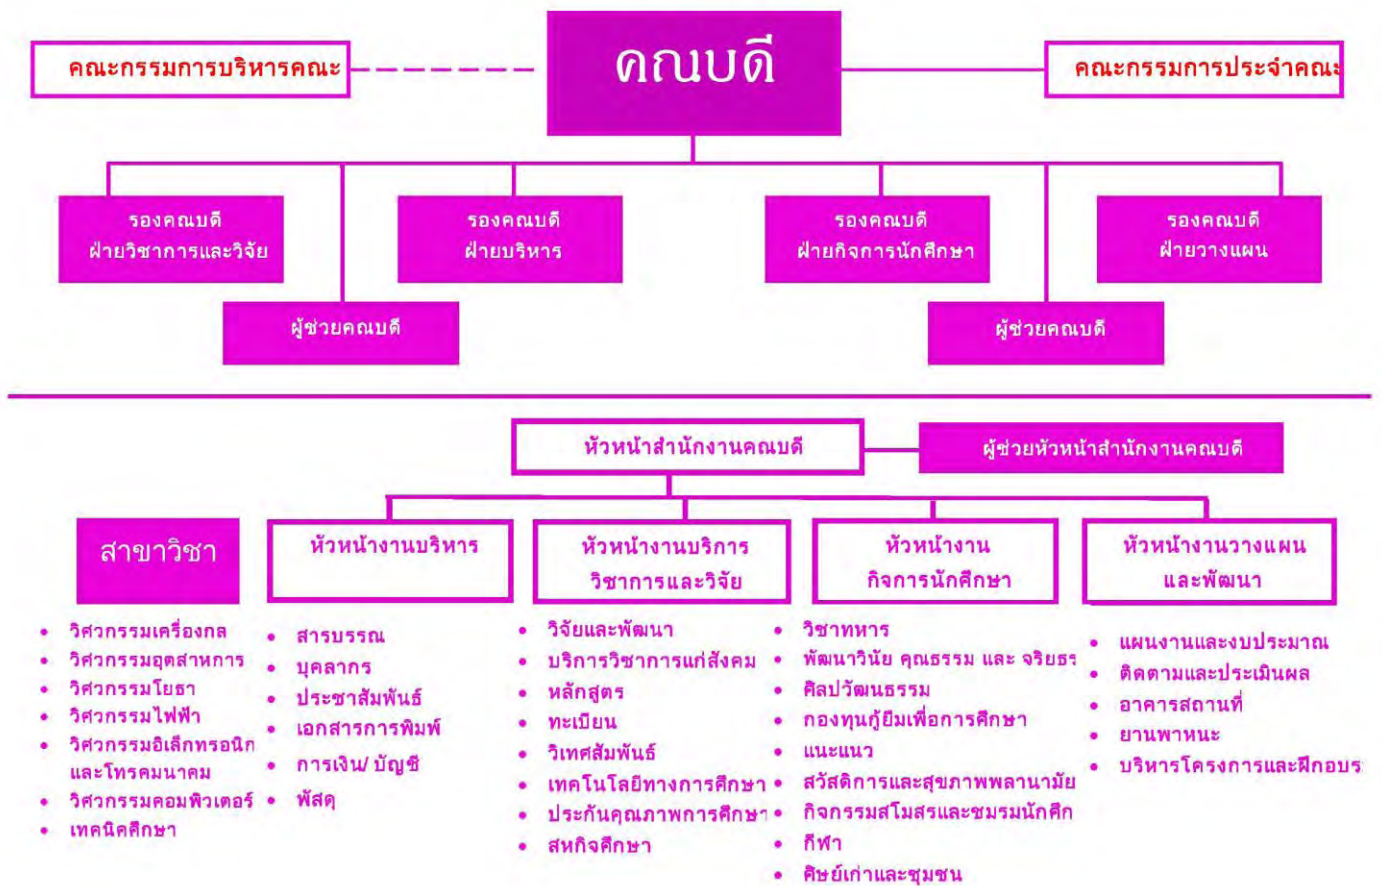 คณบดี
คณะกรรมการบริหารคณะ
คณะกรรมการประจำคณะ
รองคณบดี
ฝ่ายวิชาการและวิจัย
รองคณบดี
ฝ่ายบริหาร
รองคณบดี
ฝ่ายกิจการนักศึกษา
รองคณบดี
ฝ่ายวางแผน
ผู้ช่วยคณบดี
ผู้ช่วยคณบดี
หัวหน้าสำนักงานคณบดี
ผู้ช่วยหัวหน้าสำนักงานคณบดี
สาขาวิชา
• วิศวกรรมเครื่องกล
• วิศวกรรมอุตสาหการ
• วิศวกรรมโยธา
• วิศวกรรมไฟฟ้า
• วิศวกรรมอิเล็กทรอนิก
และโทรคมนาคม
• วิศวกรรมคอมพิวเตอร์
• เทคนิคศึกษา
หัวหน้างานบริหาร
• สารบรรณ
• บุคลากร
• ประชาสัมพันธ์
• เอกสารการพิมพ์
• การเงิน/ บัญชี
• พัสดุ
หัวหน้างานบริการ
วิชาการและวิจัย
• วิจัยและพัฒนา
• บริการวิชาการแก่สังคม
• หลักสูตร
• ทะเบียน
• วิเทศสัมพันธ์
• เทคโนโลยีทางการศึกษา
• ประกันคุณภาพการศึกษา
• สหกิจศึกษา
หัวหน้างาน
กิจการนักศึกษา
• วิชาทหาร
• พัฒนาวินัย คุณธรรม และ จริยธร
• ศิลปวัฒนธรรม
• กองทุนกู้ยืมเพื่อการศึกษา
• แนะแนว
• สวัสดิการและสุขภาพพลานามัย
• กิจกรรมสโมสรและชมรมนักศึก
• กีฬา
• ศิษย์เก่าและชุมชน
หัวหน้างานวางแผน
และพัฒนา
• แผนงานและงบประมาณ
• ติดตามและประเมินผล
• อาคารสถานที่
• ยานพาหนะ
• บริหารโครงการและฝึกอบร